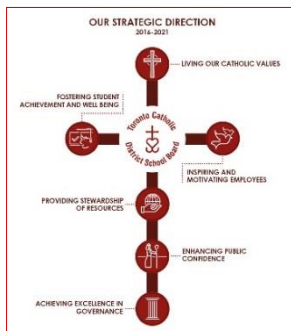 OUR STRATEGIC DIRECTION
2016-2021
LIVING OUR CATHOLIC VALUES
FOSTERING STUDENT
ACHIEVEMENT AND WELL BEING
Toronto Catholic
District School Board
INSPIRING AND
MOTIVATING EMPLOYEES
PROVIDING STEWARDSHIP
OF RESOURCES
ENHANCING PUBLIC
CONFIDENCE
ACHIEVING EXCELLENCE IN
GOVERNANCE